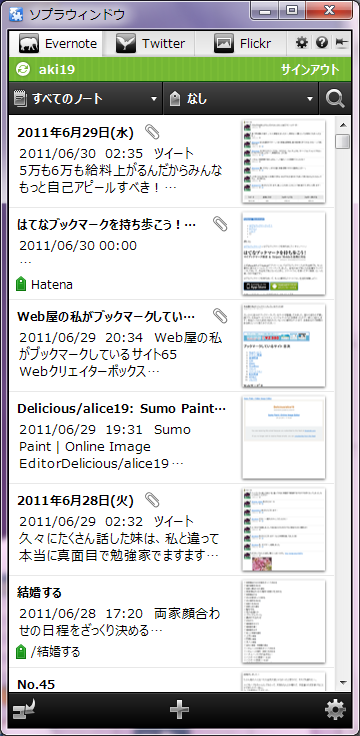 ソプラウィンドウ
Evernote Twitter Flickr
aki19 サインアウト
すべてのノート なし
2011年6月29日(水)
2011/06/30 02:35 ツイート
5万も6万も給料上がるんだからみんな
もっと自己アピールすべき！…
はてなブックマークを持ち歩こう！…
2011/06/30 00:00
…
Hatena
Web屋の私がブックマークしてい…
2011/06/29 20:34 Web屋の私
がブックマークしているサイト65
Webクリエイターボックス…
Delicious/alice19: Sumo Paint…
2011/06/29 19:31 Sumo
Paint | Online Image
EditorDelicious/alice19…
2011年6月28日(火)
2011/06/29 02:32 ツイート
久々にたくさん話した妹は、私と違って
本当に真面目で勉強家でますます…
結婚する
2011/06/28 17:20 両家顔合わ
せの日程をざっくり決める…
/結婚する
No.45